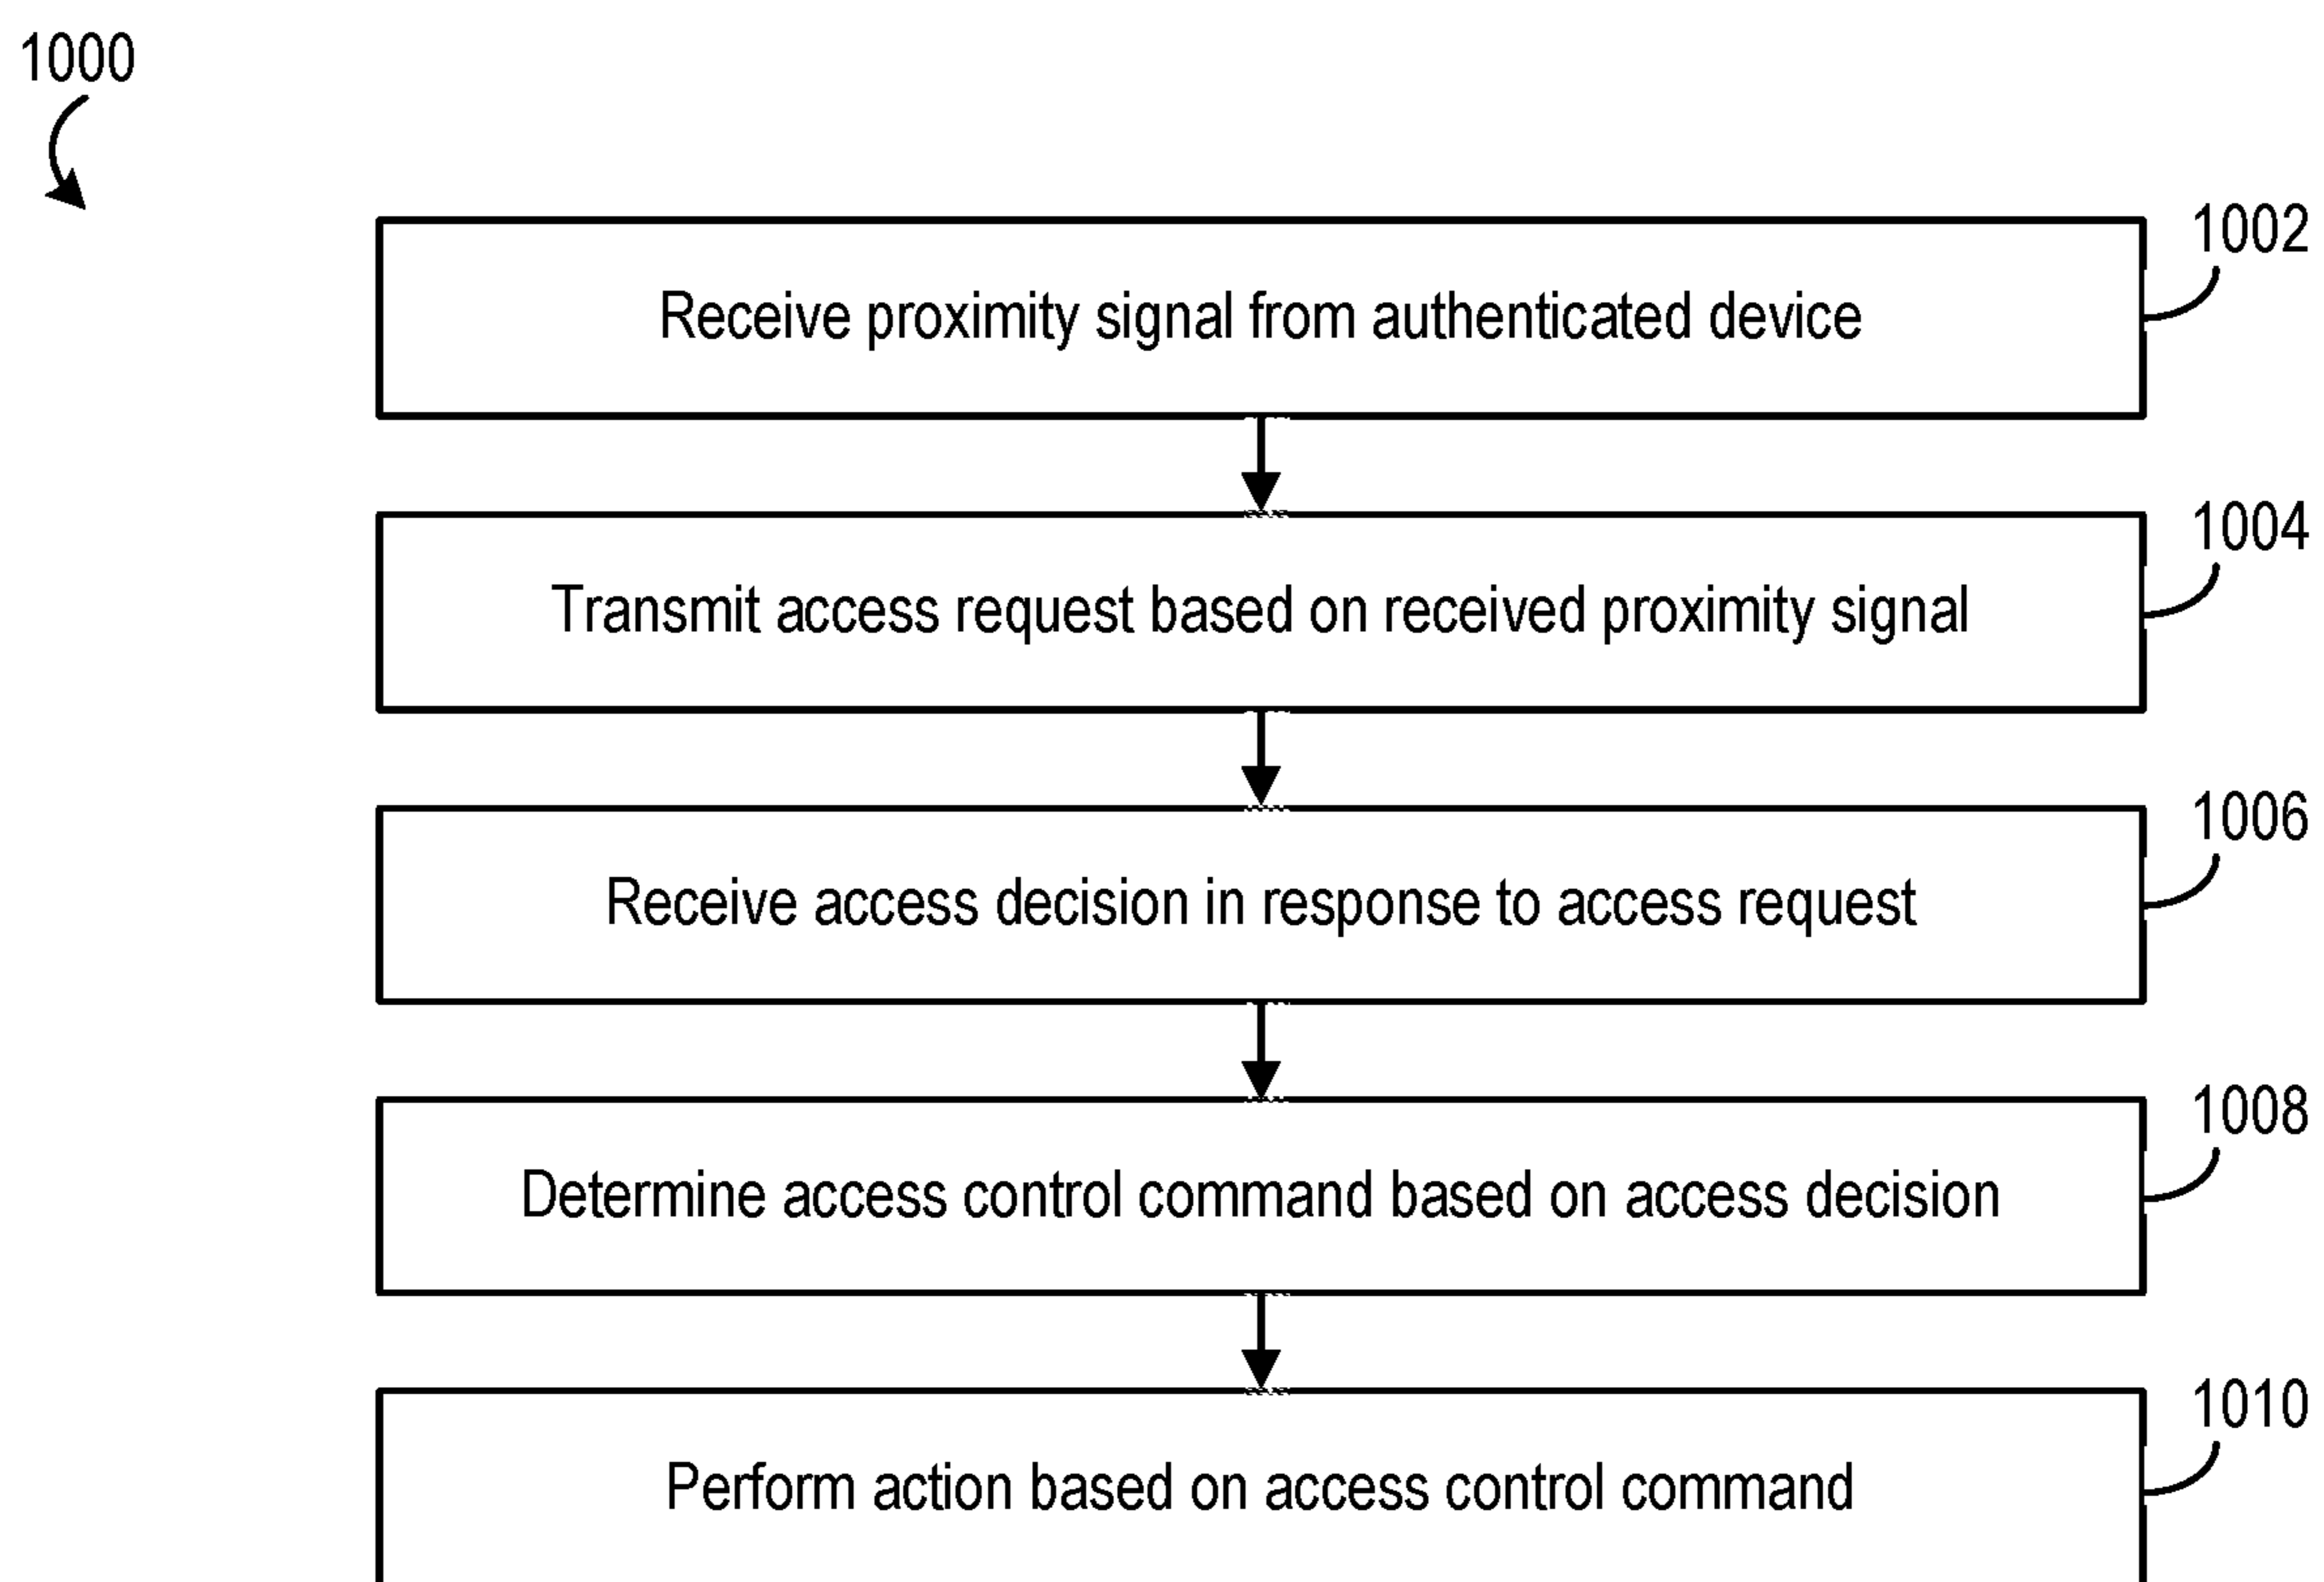 1000
1002
Receive proximity signal from authenticated device
1004
Transmit access request based on received proximity signal
1006
Receive access decision in response to access request
1008
Determine access control command based on access decision
1010
Perform action based on access control command